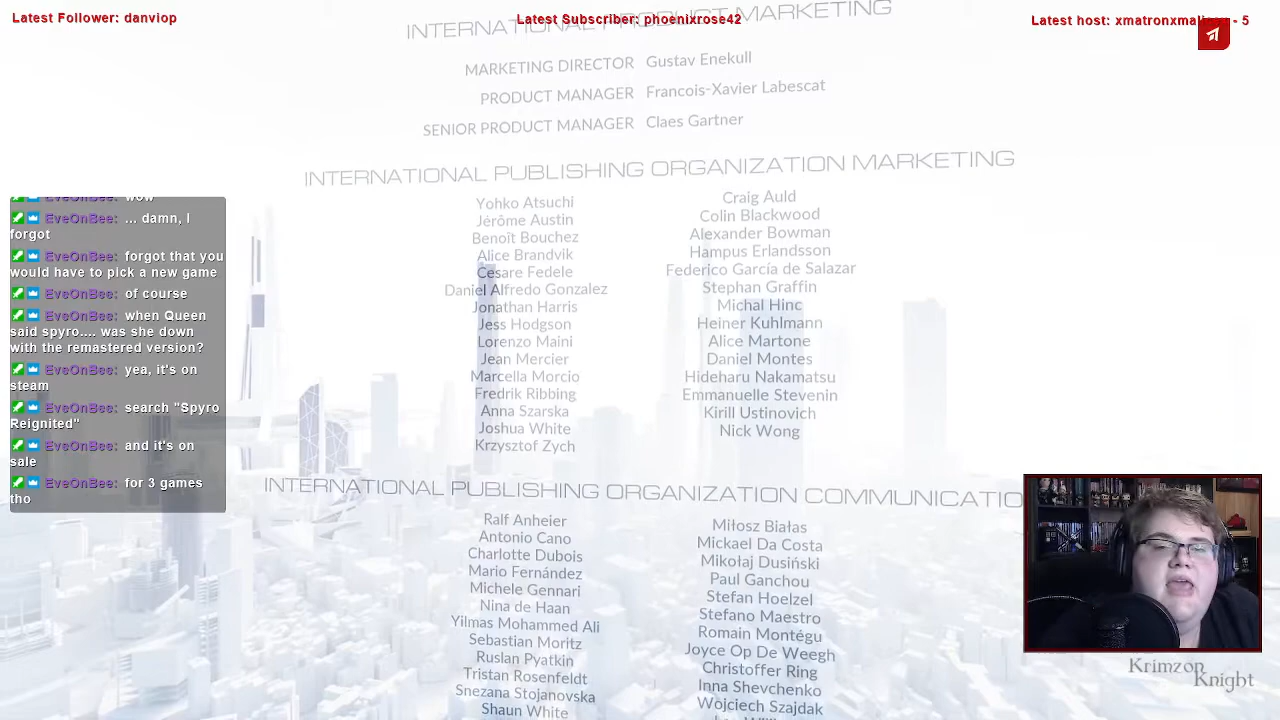 Latest Follower: danviop
Latest Subscriber: phoenixrose42
Latest host: - 5
INTERNATIONAL PRODUCT MARKETING
MARKETING DIRECTOR Gustav Enekull
PRODUCT MANAGER Francois-Xavier Labescat
SENIOR PRODUCT MANAGER Claes Gartner
INTERNATIONAL PUBLISHING ORGANIZATION MARKETING
Yohko Atsuchi
Jérôme Austin
Benoît Bouchez
Alice Brandvik
Cesare Fedele
Daniel Alfredo Gonzalez
Jonathan Harris
Jess Hodgson
Lorenzo Maini
Jean Mercier
Marcella Morcio
Fredrik Ribbing
Anna Szarska
Joshua White
Krzysztof Zych
Craig Auld
Colin Blackwood
Alexander Bowman
Hampus Erlandsson
Federico García de Salazar
Stephan Graffin
Michal Hinc
Heiner Kuhlmann
Alice Martone
Daniel Montes
Hideharu Nakamatsu
Emmanuelle Stevenin
Kirill Ustinovich
Nick Wong
INTERNATIONAL PUBLISHING ORGANIZATION COMMUNICATIO
Ralf Anheier
Antonio Cano
Charlotte Dubois
Mario Fernández
Michele Gennari
Nina de Haan
Yilmas Mohammed Ali
Sebastian Moritz
Ruslan Pyatkin
Tristan Rosenfeldt
Snezana Stojanovska
Shaun White
Miłosz Białas
Mickael Da Costa
Mikołaj Dusiński
Paul Ganchou
Stefan Hoelzel
Stefano Maestro
Romain Montégu
Joyce Op De Weegh
Christoffer Ring
Inna Shevchenko
Wojciech Szajdak
EveOnBee: wow
EveOnBee: ... damn, I
forgot
EveOnBee: forgot that you
would have to pick a new game
EveOnBee: of course
EveOnBee: when Queen
said spyro.... was she down
with the remastered version?
EveOnBee: yea, it's on
steam
EveOnBee: search "Spyro
Reignited"
EveOnBee: and it's on
sale
EveOnBee: for 3 games
tho
Krimzon
Knight